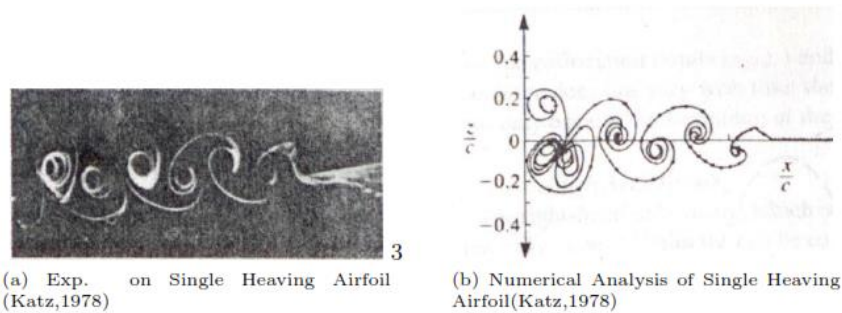 0.4
0.2
0
−0.2
−0.4
x
c
3
(a) Exp. on Single Heaving Airfoil
(Katz,1978)
(b) Numerical Analysis of Single Heaving
Airfoil(Katz,1978)